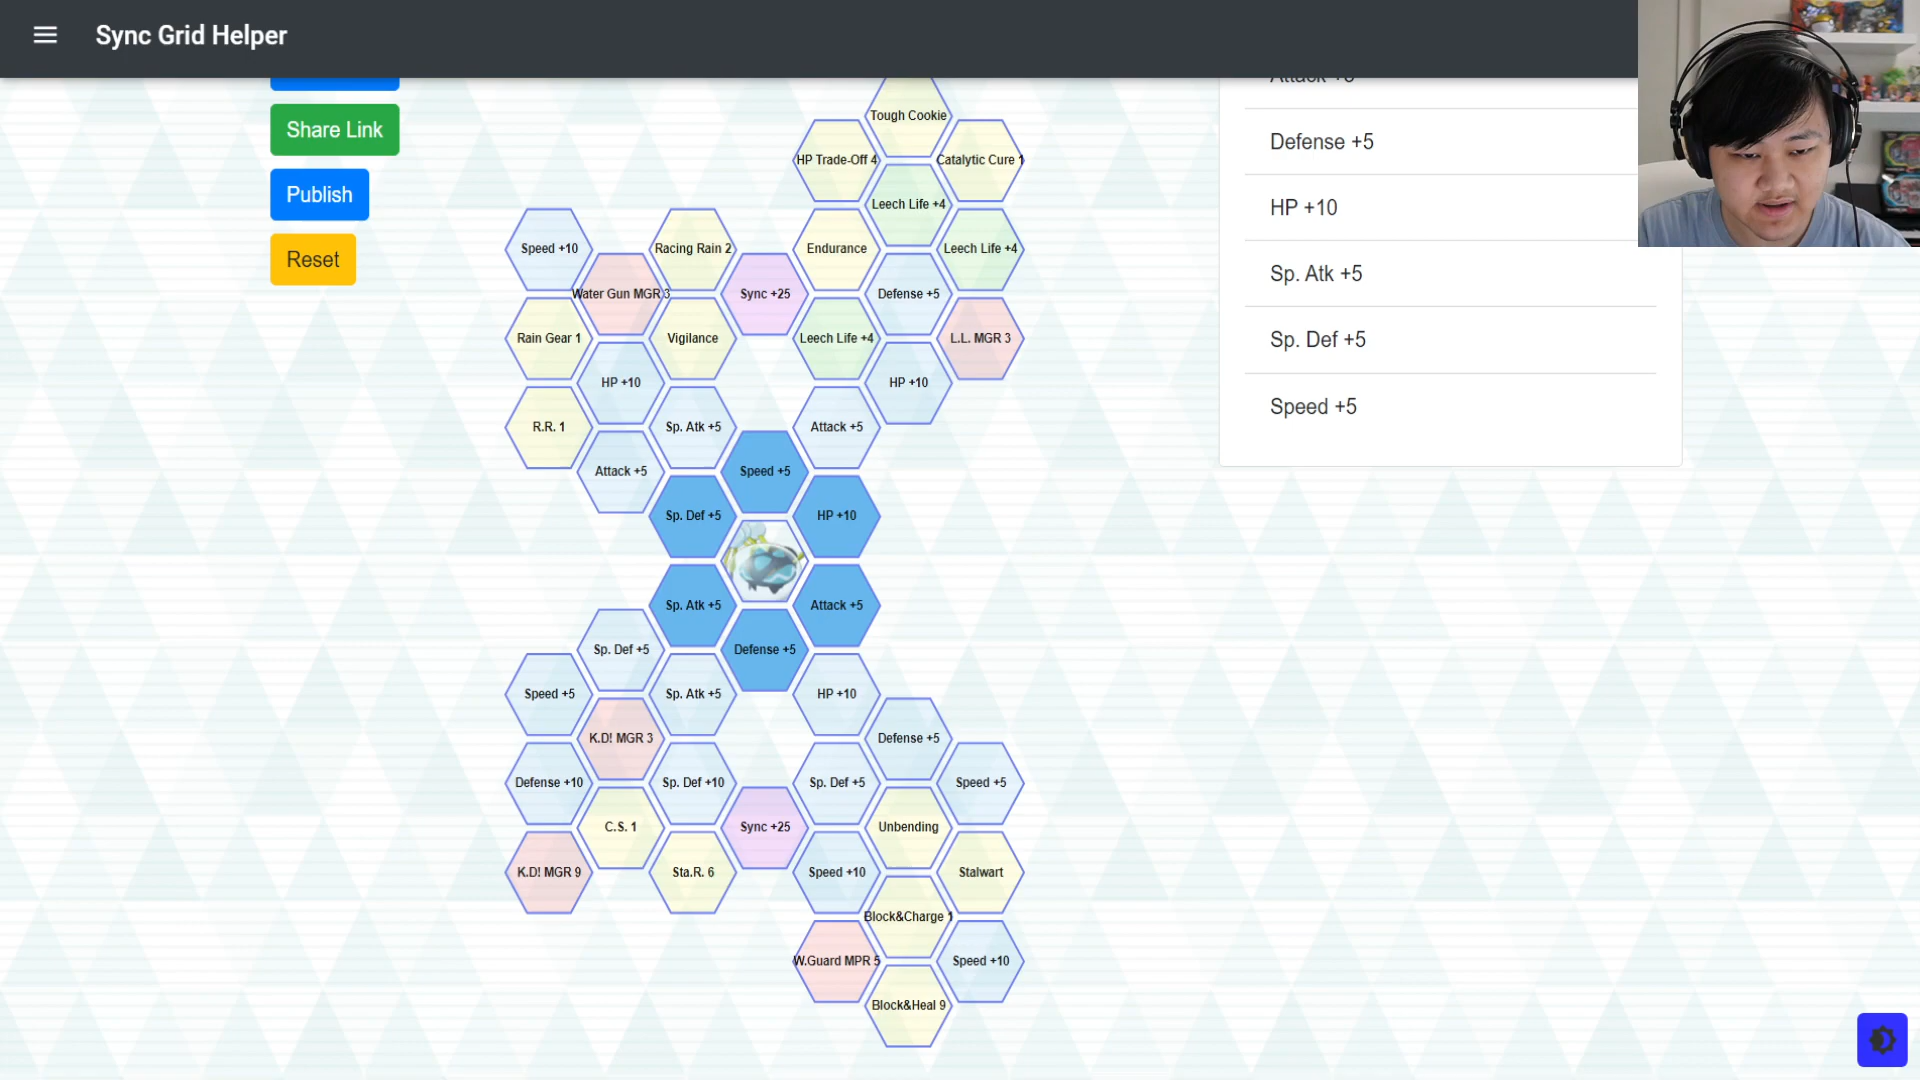 Sync Grid Helper
Share Link
Publish
Reset
Tough Cookie
HP Trade-Off 4
Catalytic Cure 1
Leech Life +4
Speed +10
Racing Rain 2
Endurance
Leech Life +4
Water Gun MGR 3
Sync +25
Defense +5
Rain Gear 1
Vigilance
Leech Life +4
L.L. MGR 3
HP +10
HP +10
R.R. 1
Sp. Atk +5
Attack +5
Attack +5
Speed +5
Sp. Def +5
HP +10
Sp. Atk +5
Attack +5
Sp. Def +5
Defense +5
Speed +5
Sp. Atk +5
HP +10
K.D! MGR 3
Defense +5
Defense +10
Sp. Def +10
Sp. Def +5
Speed +5
C.S. 1
Sync +25
Unbending
K.D! MGR 9
Sta.R. 6
Speed +10
Stalwart
Block&Charge 1
W.Guard MPR 5
Speed +10
Block&Heal 9
Attack +5
Defense +5
HP +10
Sp. Atk +5
Sp. Def +5
Speed +5